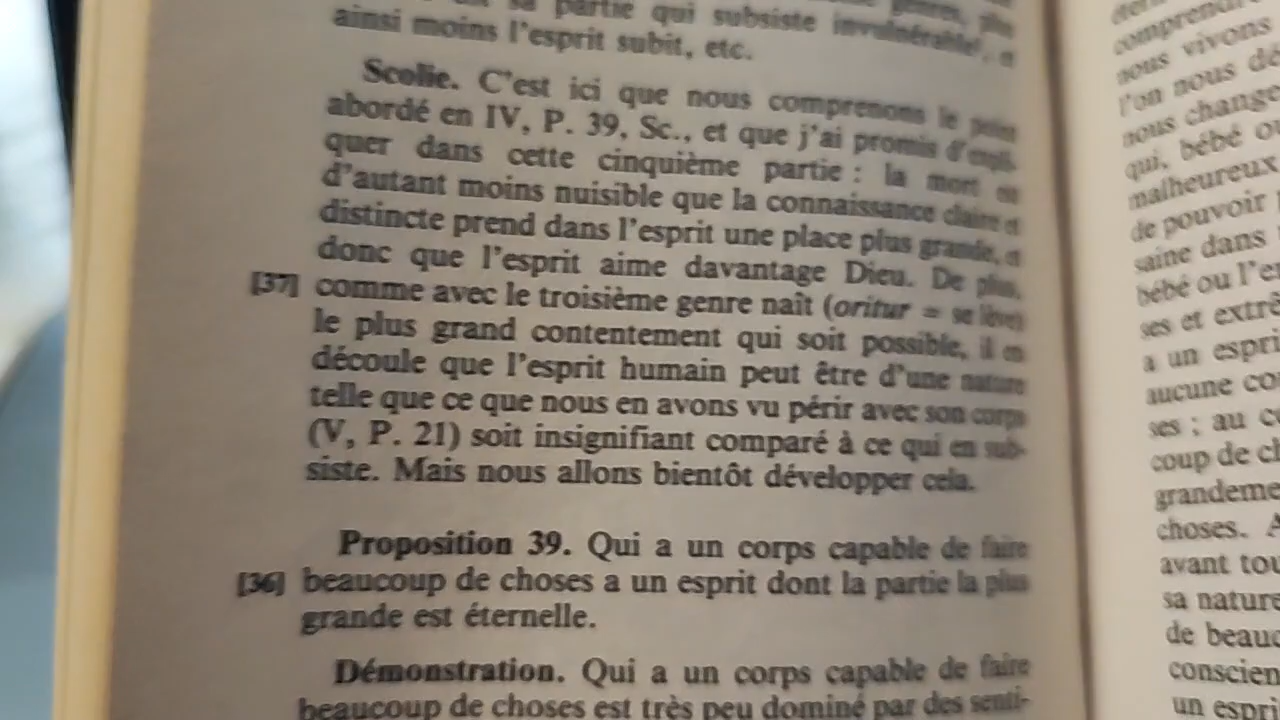 sa partie qui subsiste invulnérable
ainsi moins l'esprit subit, etc.
Scolie. C'est ici que nous comprenons le point
abordé en IV, P. 39, Sc., et que j'ai promis d'expli-
quer dans cette cinquième partie : la mort est
d'autant moins nuisible que la connaissance claire et
distincte prend dans l'esprit une place plus grande, et
donc que l'esprit aime davantage Dieu. De plus,
[37] comme avec le troisième genre naît (oritur = se lève)
le plus grand contentement qui soit possible, il en
découle que l'esprit humain peut être d'une nature
telle que ce que nous en avons vu périr avec son corps
(V, P. 21) soit insignifiant comparé à ce qui en sub-
siste. Mais nous allons bientôt développer cela.
Proposition 39. Qui a un corps capable de faire
[36] beaucoup de choses a un esprit dont la partie la plus
grande est éternelle.
Démonstration. Qui a un corps capable de faire
beaucoup de choses est très peu dominé par des senti-
comprendre
nous vivons
l'on nous
nous change
qui, bébé
malheureux
de pouvoir
saine dans
bébé ou
ses et
a un
aucune
ses ; au
coup de
choses.
avant
sa nature
de
un